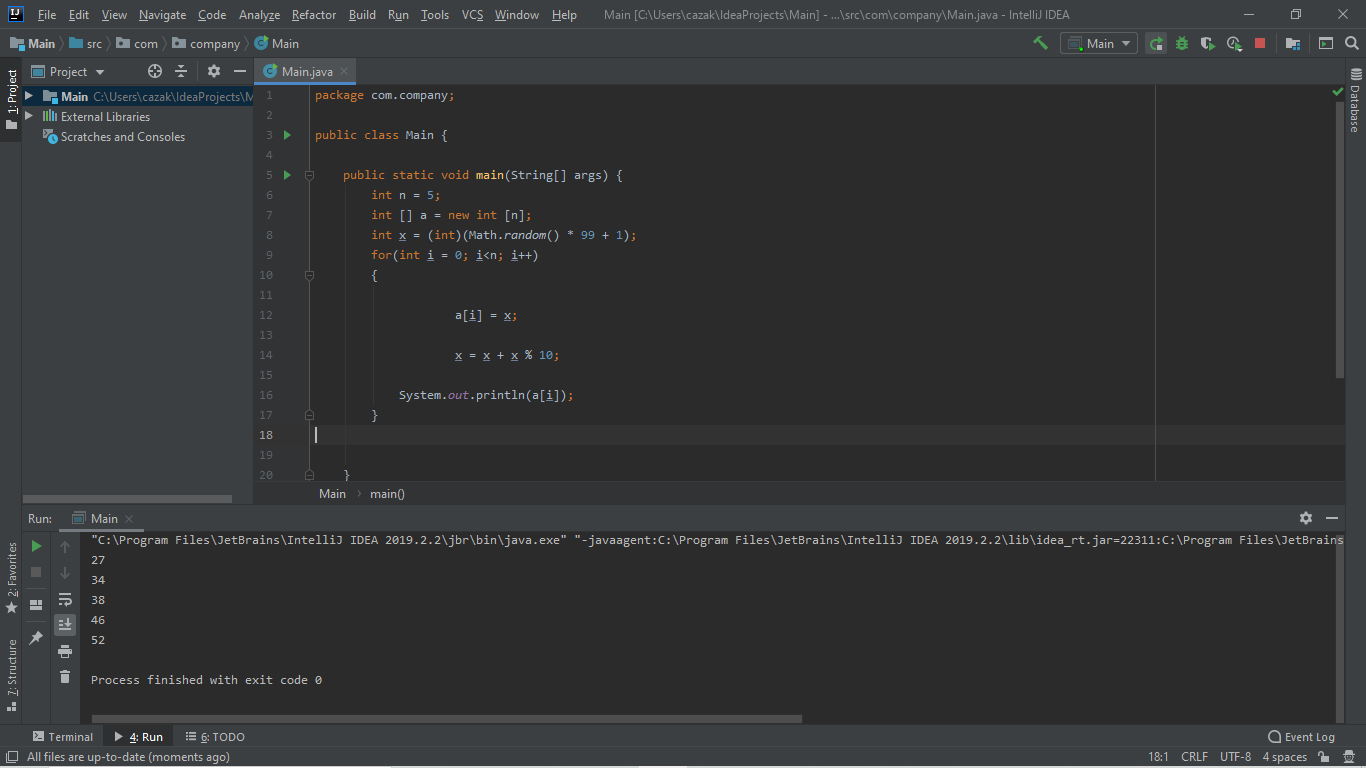 IJ File Edit View Navigate Code Analyze Refactor Build Run Tools VCS Window Help Main [C:\Users\cazak\IdeaProjects\Main] - ...\src\com\company\Main.java - IntelliJ IDEA
Main src com company Main Main
1: Project
Project
Main C:\Users\cazak\IdeaProjects\M
External Libraries
Scratches and Consoles
Main.java
1 package com.company;
2
3 public class Main {
4
5 public static void main(String[] args) {
6 int n = 5;
7 int [] a = new int [n];
8 int x = (int)(Math.random() * 99 + 1);
9 for(int i = 0; i<n; i++)
10 {
11
12 a[i] = x;
13
14 x = x + x % 10;
15
16 System.out.println(a[i]);
17 }
18
19
20 }
Main main()
Database
Run: Main
"C:\Program Files\JetBrains\IntelliJ IDEA 2019.2.2\jbr\bin\java.exe" "-javaagent:C:\Program Files\JetBrains\IntelliJ IDEA 2019.2.2\lib\idea_rt.jar=22311:C:\Program Files\JetBrains
27
34
38
46
52
Process finished with exit code 0
2: Favorites
7: Structure
Terminal 4: Run 6: TODO Event Log
All files are up-to-date (moments ago) 18:1 CRLF UTF-8 4 spaces